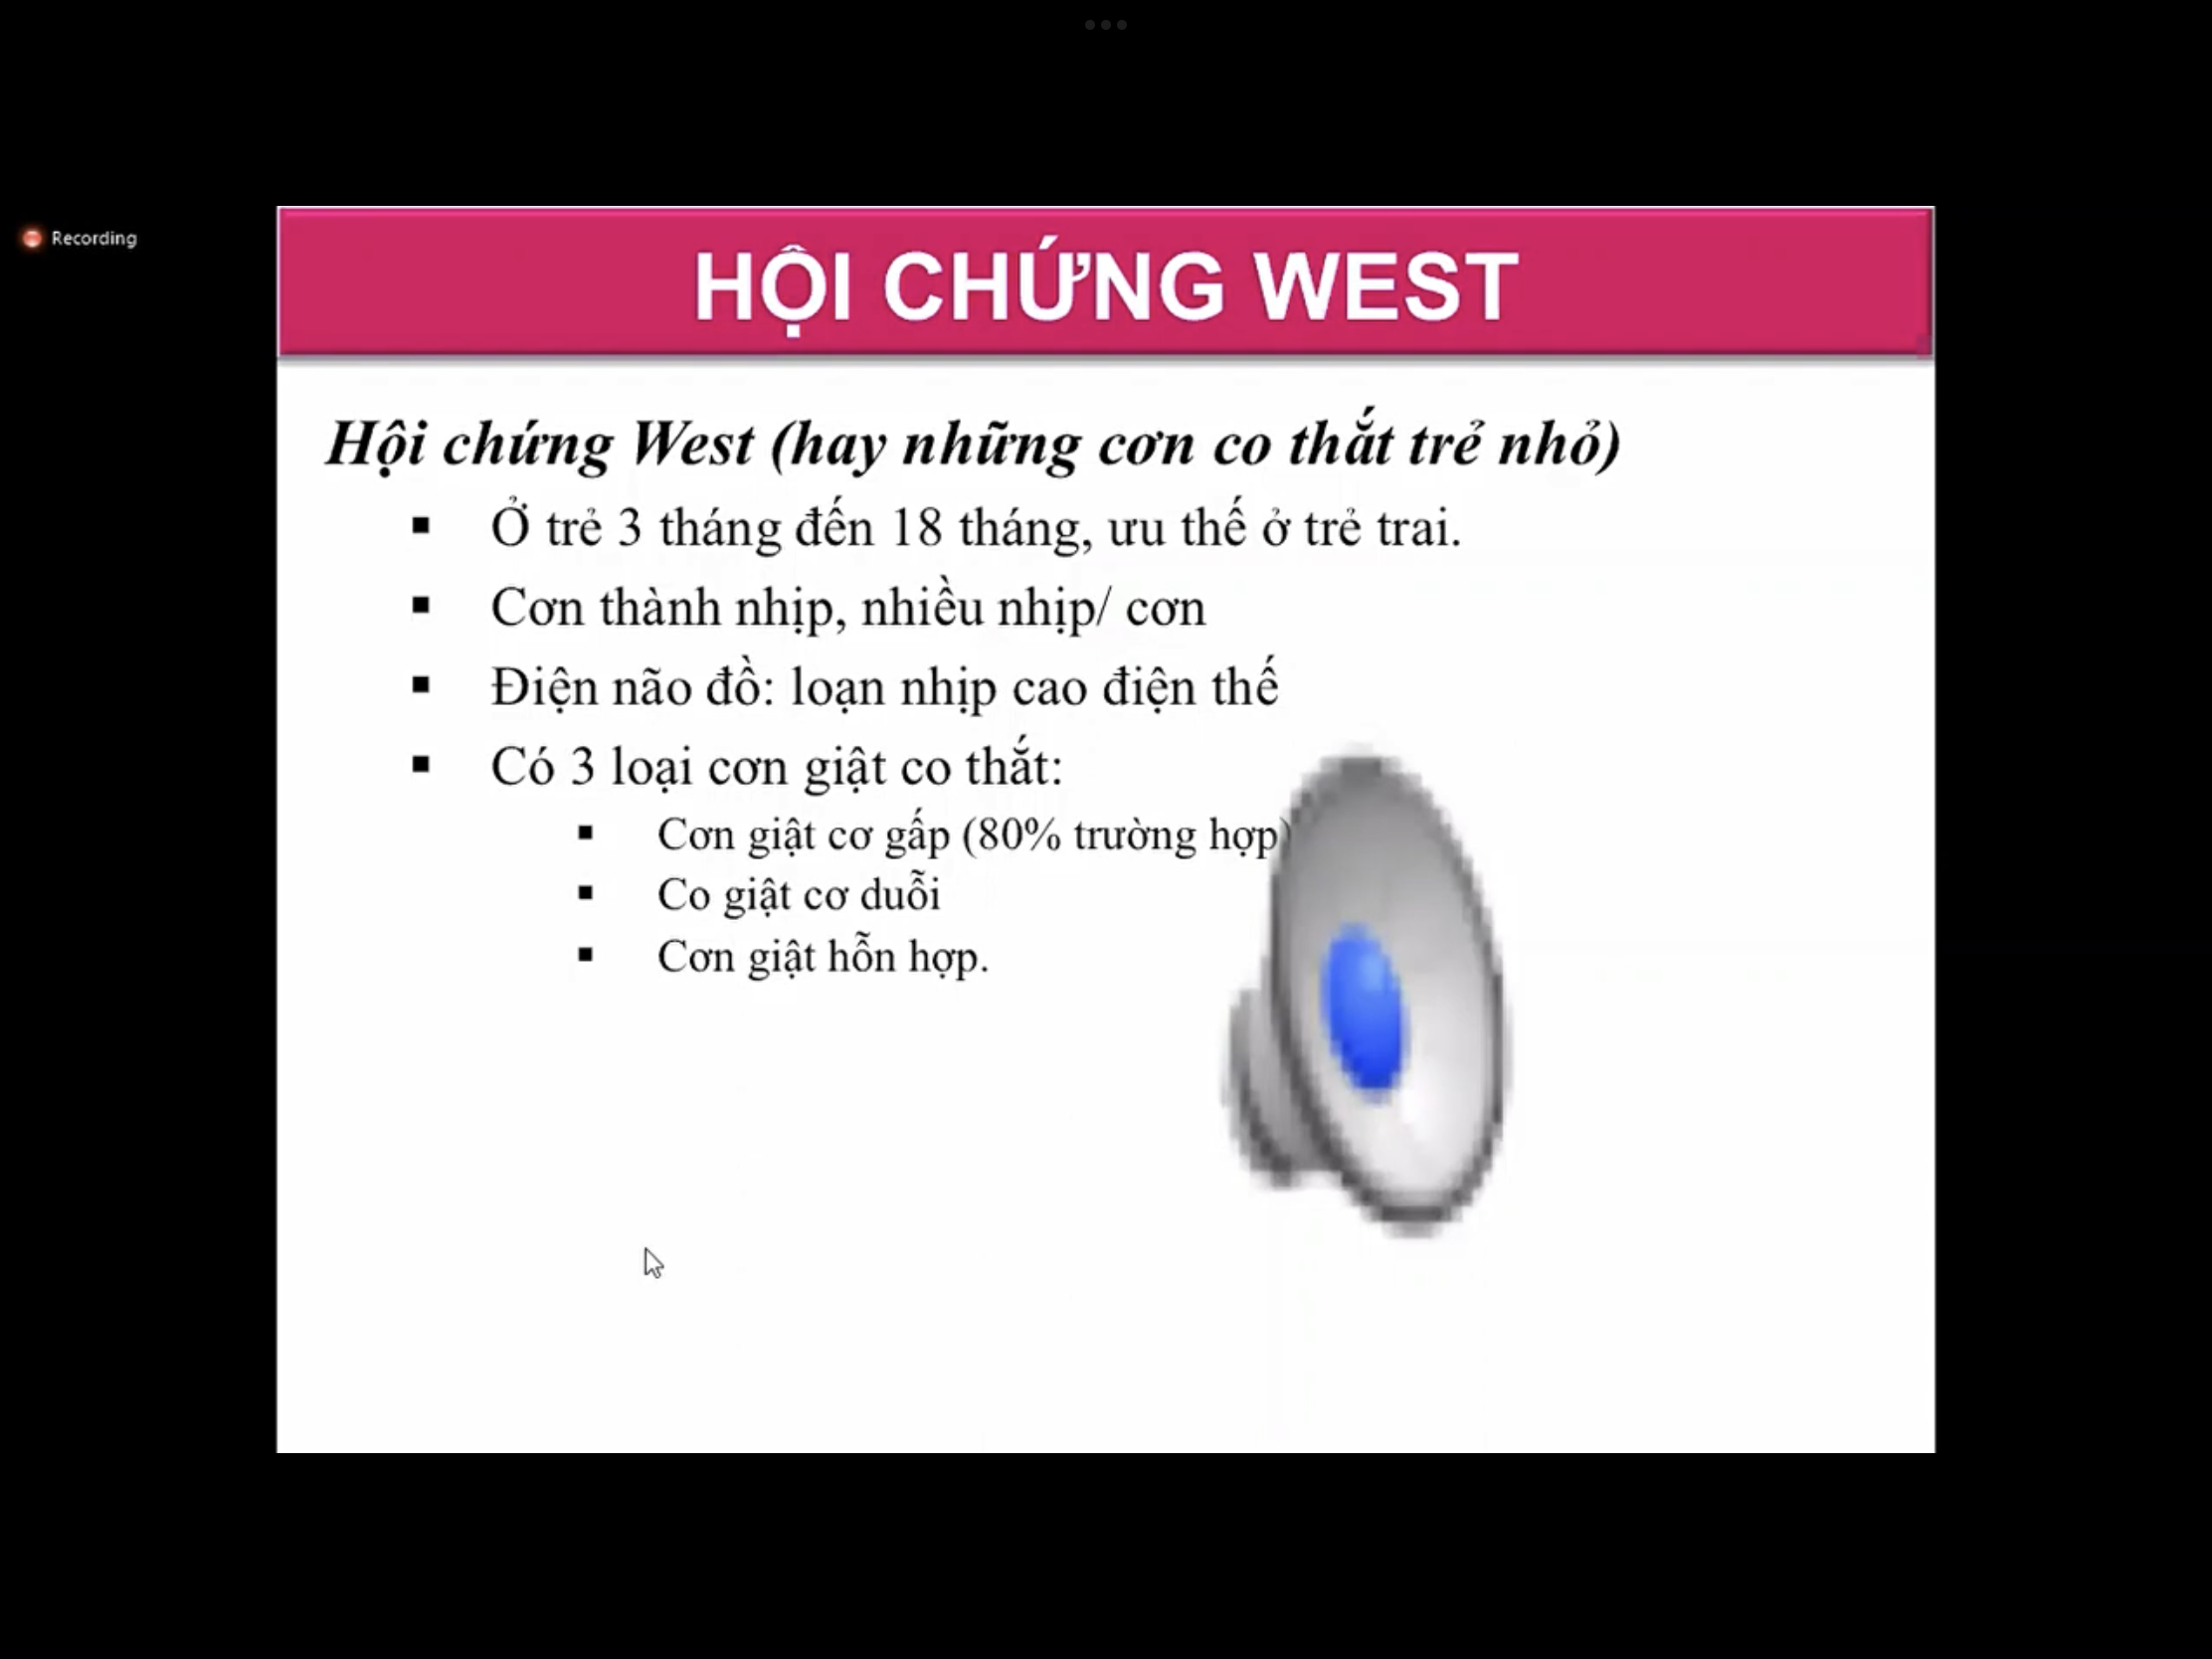 Recording
HỘI CHỨNG WEST
Hội chứng West (hay những cơn co thắt trẻ nhỏ)
▪ Ở trẻ 3 tháng đến 18 tháng, ưu thế ở trẻ trai.
▪ Cơn thành nhịp, nhiều nhịp/ cơn
▪ Điện não đồ: loạn nhịp cao điện thế
▪ Có 3 loại cơn giật co thắt:
▪ Cơn giật cơ gấp (80% trường hợp)
▪ Co giật cơ duỗi
▪ Cơn giật hỗn hợp.